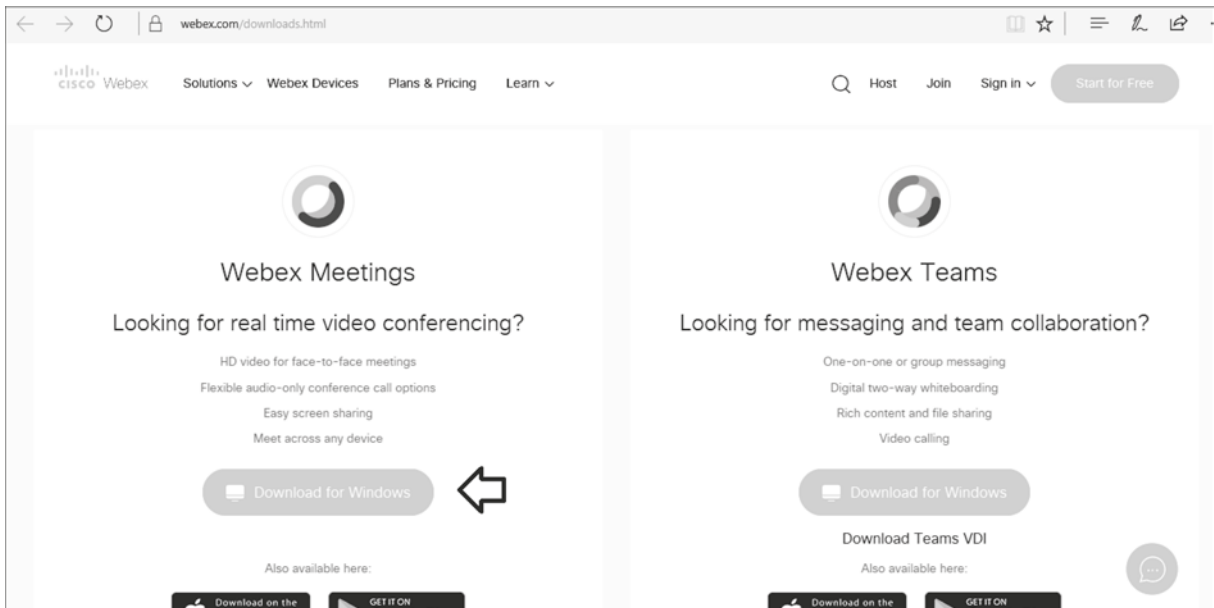 webex.com/downloads.html
cisco Webex Solutions Webex Devices Plans & Pricing Learn Host Join Sign in Start for Free
Webex Meetings
Looking for real time video conferencing?
HD video for face-to-face meetings
Flexible audio-only conference call options
Easy screen sharing
Meet across any device
Download for Windows
Also available here:
Download on the
GET IT ON
Webex Teams
Looking for messaging and team collaboration?
One-on-one or group messaging
Digital two-way whiteboarding
Rich content and file sharing
Video calling
Download for Windows
Download Teams VDI
Also available here:
Download on the
GET IT ON